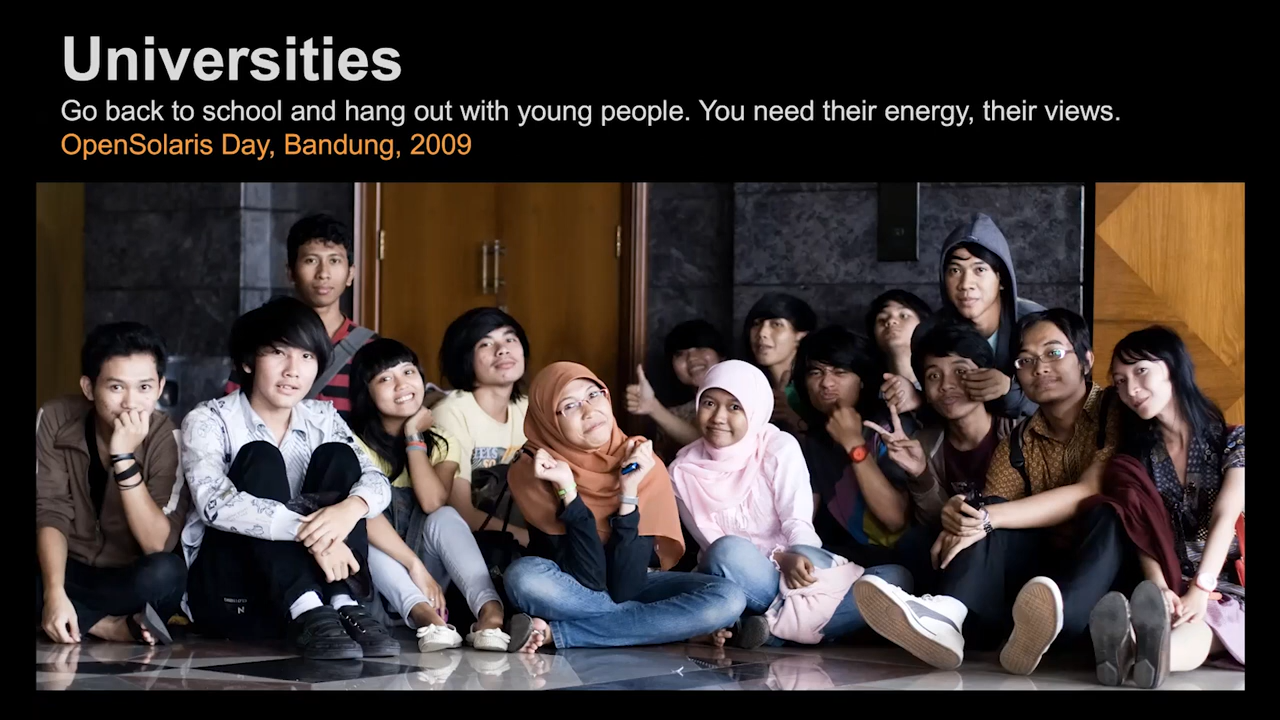 Universities
Go back to school and hang out with young people. You need their energy, their views.
OpenSolaris Day, Bandung, 2009